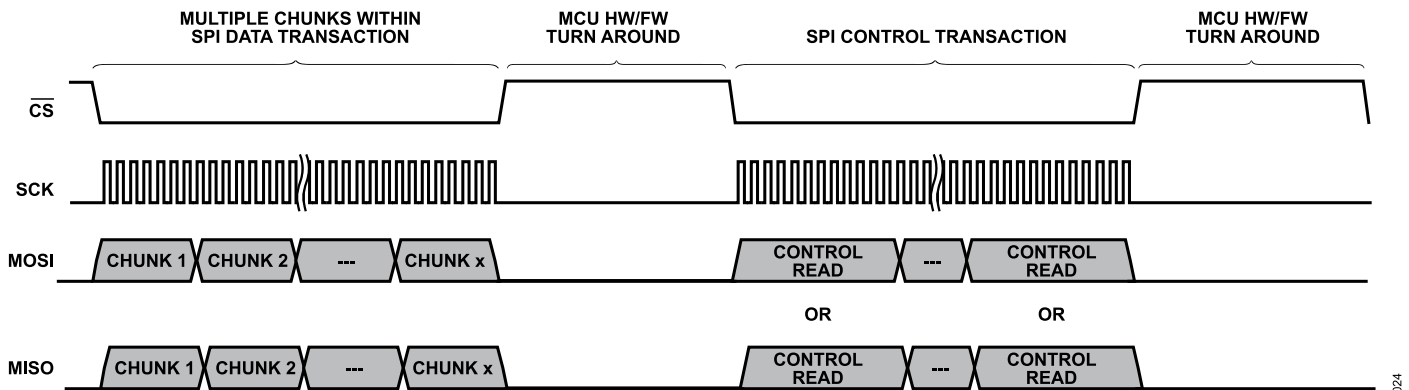 MULTIPLE CHUNKS WITHIN
SPI DATA TRANSACTION
MCU HW/FW
TURN AROUND
SPI CONTROL TRANSACTION
MCU HW/FW
TURN AROUND
CS
SCK
MOSI
CHUNK 1
CHUNK 2
---
CHUNK x
CONTROL
READ
---
CONTROL
READ
OR
OR
MISO
CHUNK 1
CHUNK 2
---
CHUNK x
CONTROL
READ
---
CONTROL
READ
024